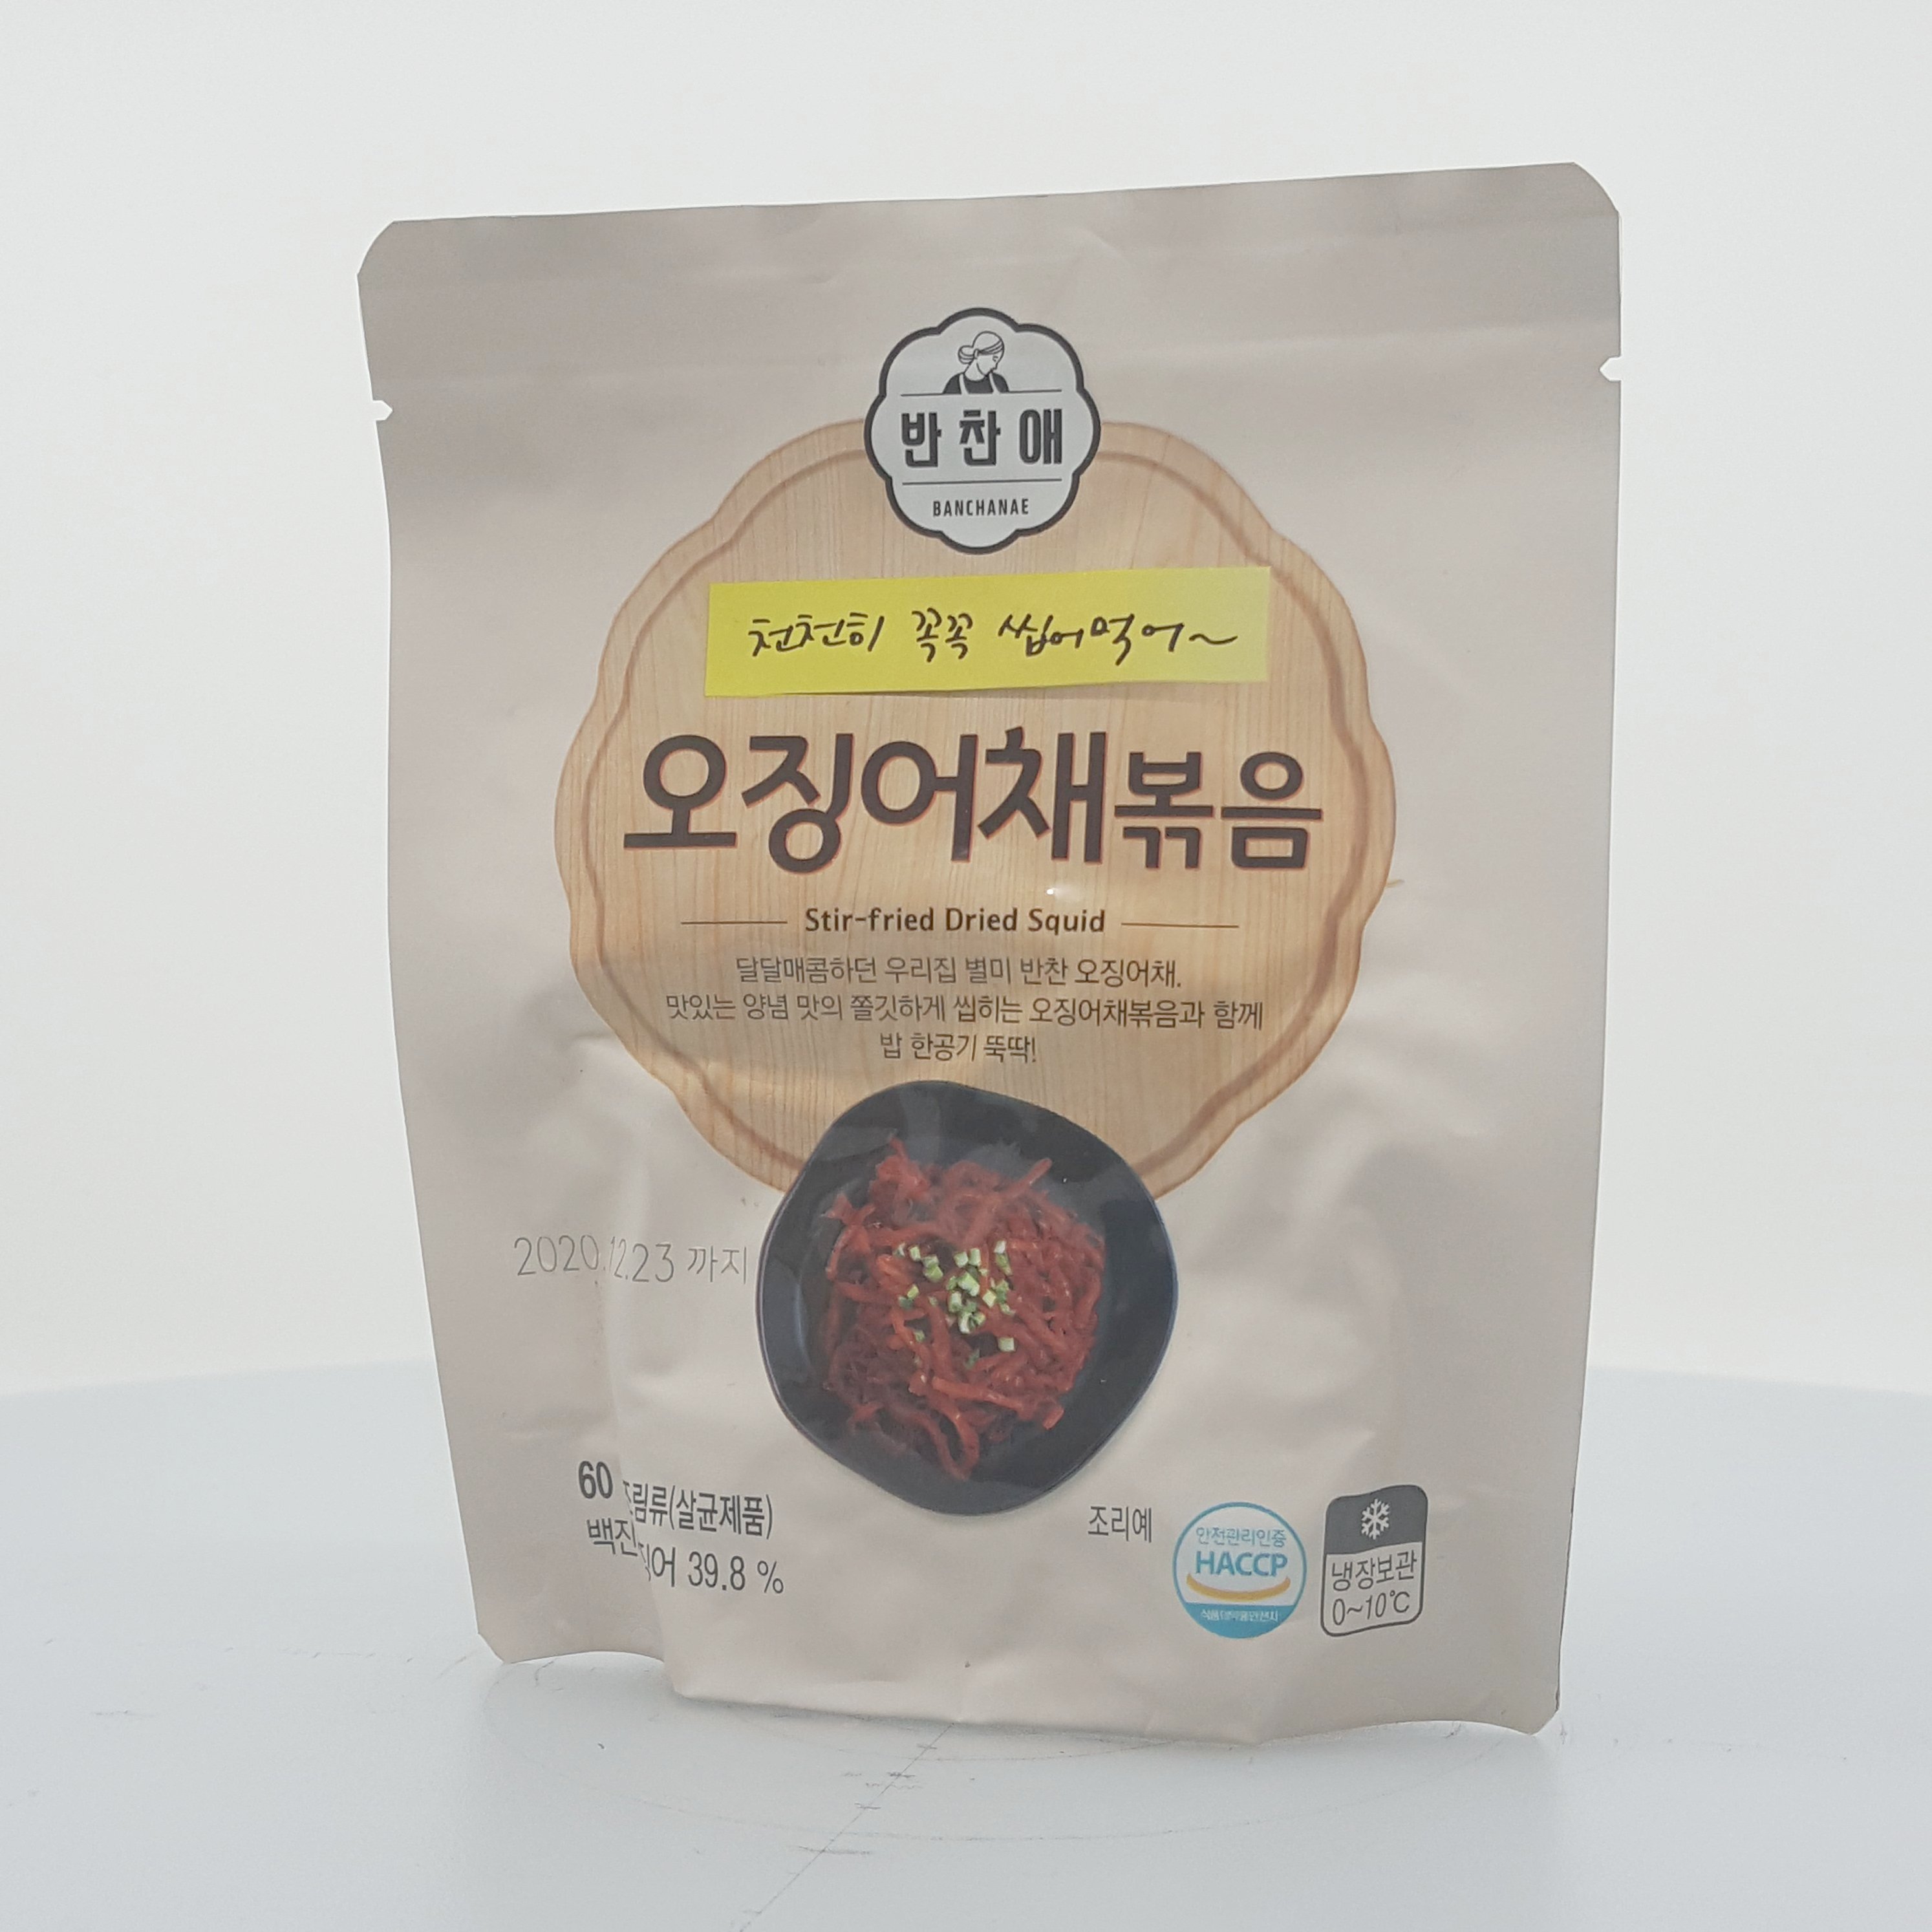 반찬애
BANCHANAE
천천히 꼭꼭 씹어먹어~
오징어채볶음
Stir-fried Dried Squid
달달매콤하던 우리집 별미 반찬 오징어채.
맛있는 양념 맛의 쫄깃하게 씹히는 오징어채볶음과 함께
밥 한공기 뚝딱!
2020.12.23 까지
60
(살균제품)
39.8 %
조리예
안전관리인증
HACCP
냉장보관
0~10℃